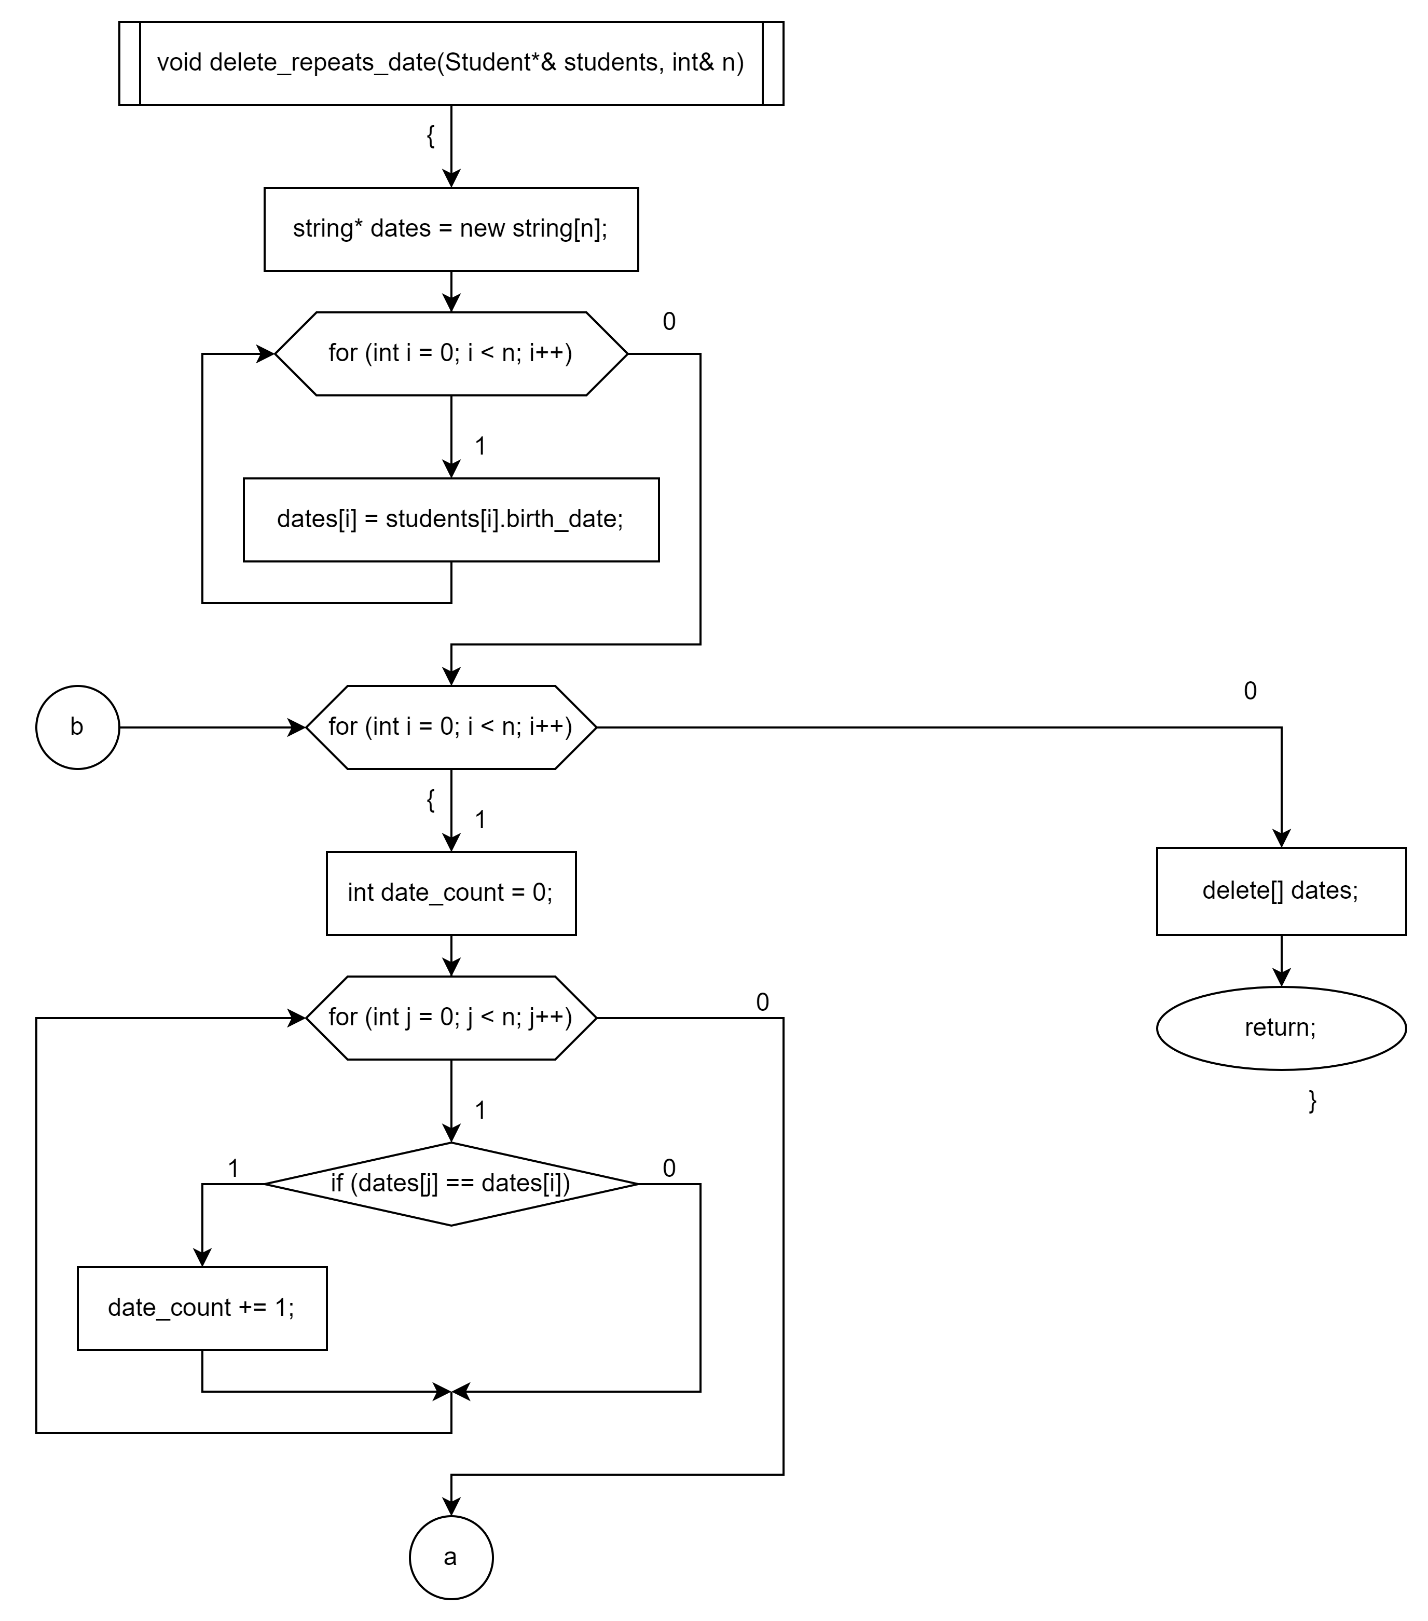 void delete_repeats_date(Student*& students, int& n)
{
string* dates = new string[n];
0
for (int i = 0; i < n; i++)
1
dates[i] = students[i].birth_date;
0
b
for (int i = 0; i < n; i++)
{
1
int date_count = 0;
delete[] dates;
0
for (int j = 0; j < n; j++)
return;
}
1
1
0
if (dates[j] == dates[i])
date_count += 1;
a